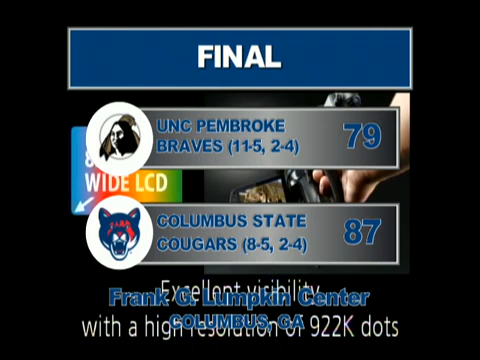 FINAL
UNC PEMBROKE
BRAVES (11-5, 2-4)
79
8
WIDE LCD
COLUMBUS STATE
COUGARS (8-5, 2-4)
87
Excellent visibility
Frank G. Lumpkin Center
with a high resolution of 922K dots
COLUMBUS, GA